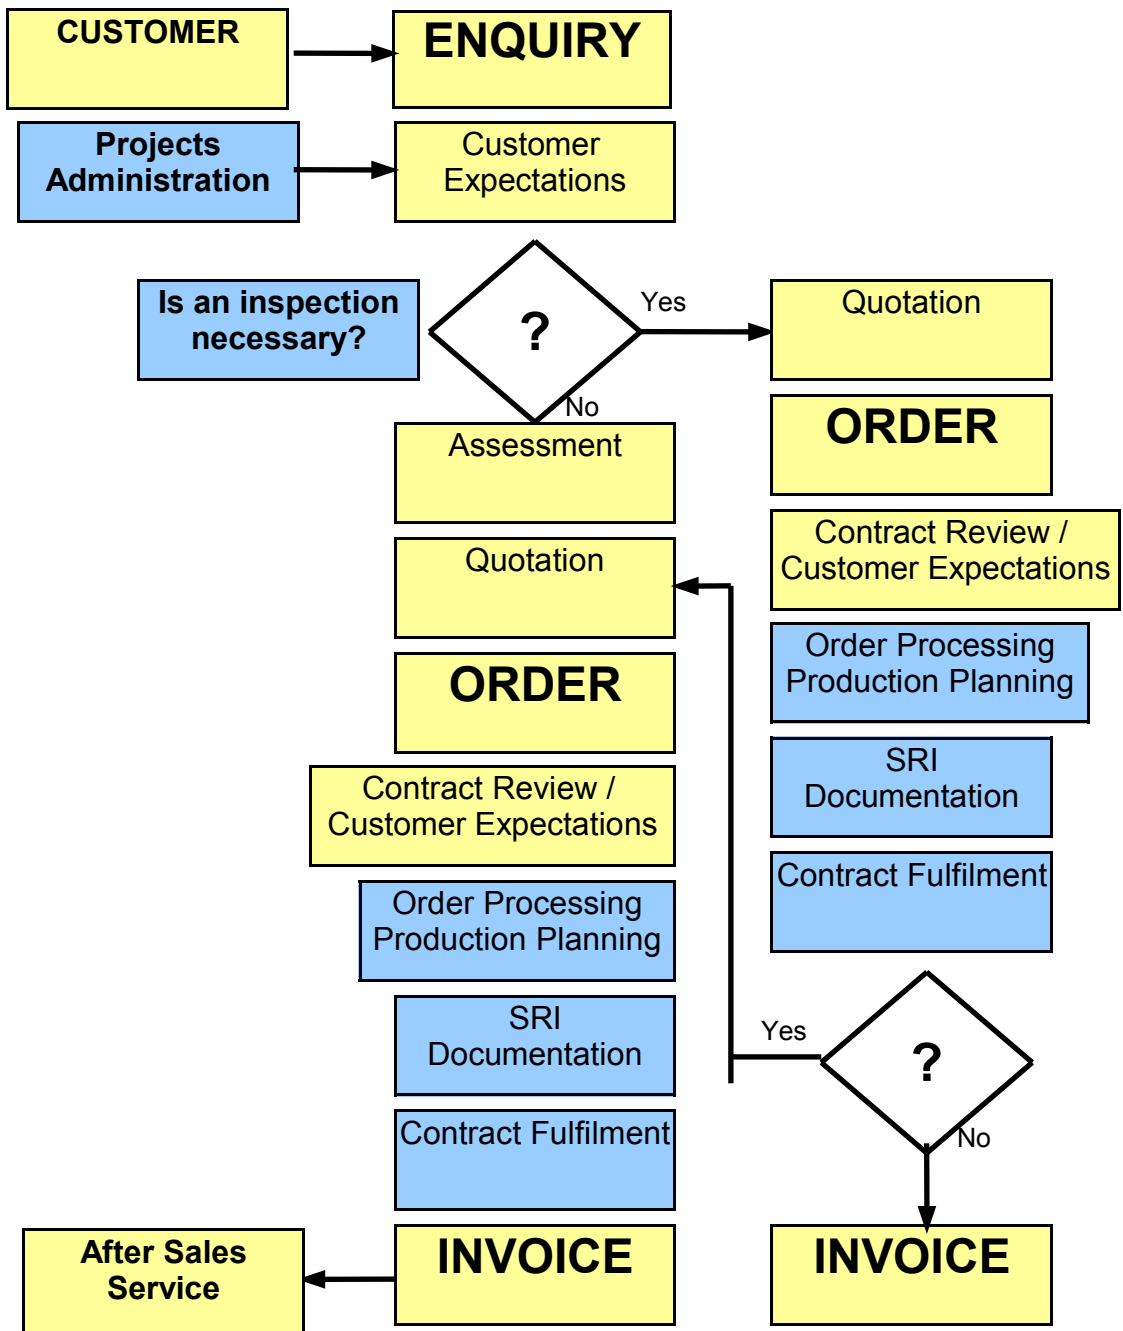 CUSTOMER
ENQUIRY
Projects
Administration
Customer
Expectations
Is an inspection
necessary?
?
Yes
No
Quotation
ORDER
Contract Review /
Customer Expectations
Order Processing
Production Planning
SRI
Documentation
Contract Fulfilment
Assessment
Quotation
ORDER
Contract Review /
Customer Expectations
Order Processing
Production Planning
SRI
Documentation
Contract Fulfilment
Yes
?
No
After Sales
Service
INVOICE
INVOICE